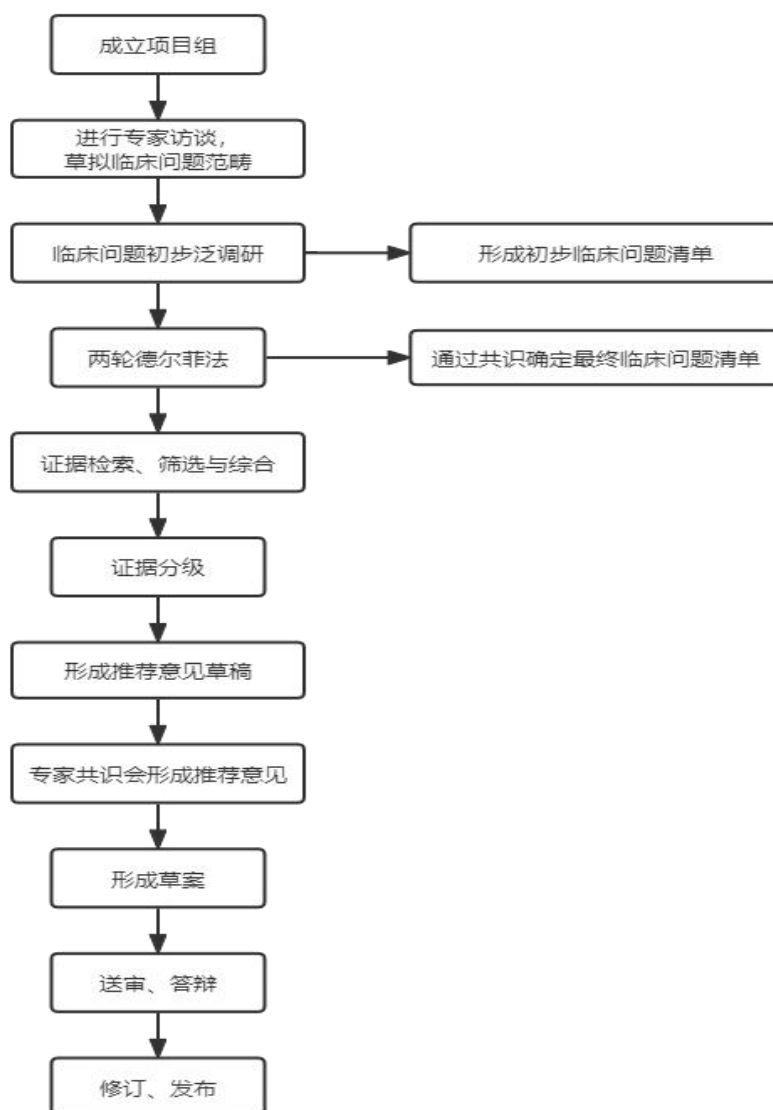 成立项目组
进行专家访谈，
草拟临床问题范畴
临床问题初步泛调研
形成初步临床问题清单
两轮德尔菲法
通过共识确定最终临床问题清单
证据检索、筛选与综合
证据分级
形成推荐意见草稿
专家共识会形成推荐意见
形成草案
送审、答辩
修订、发布